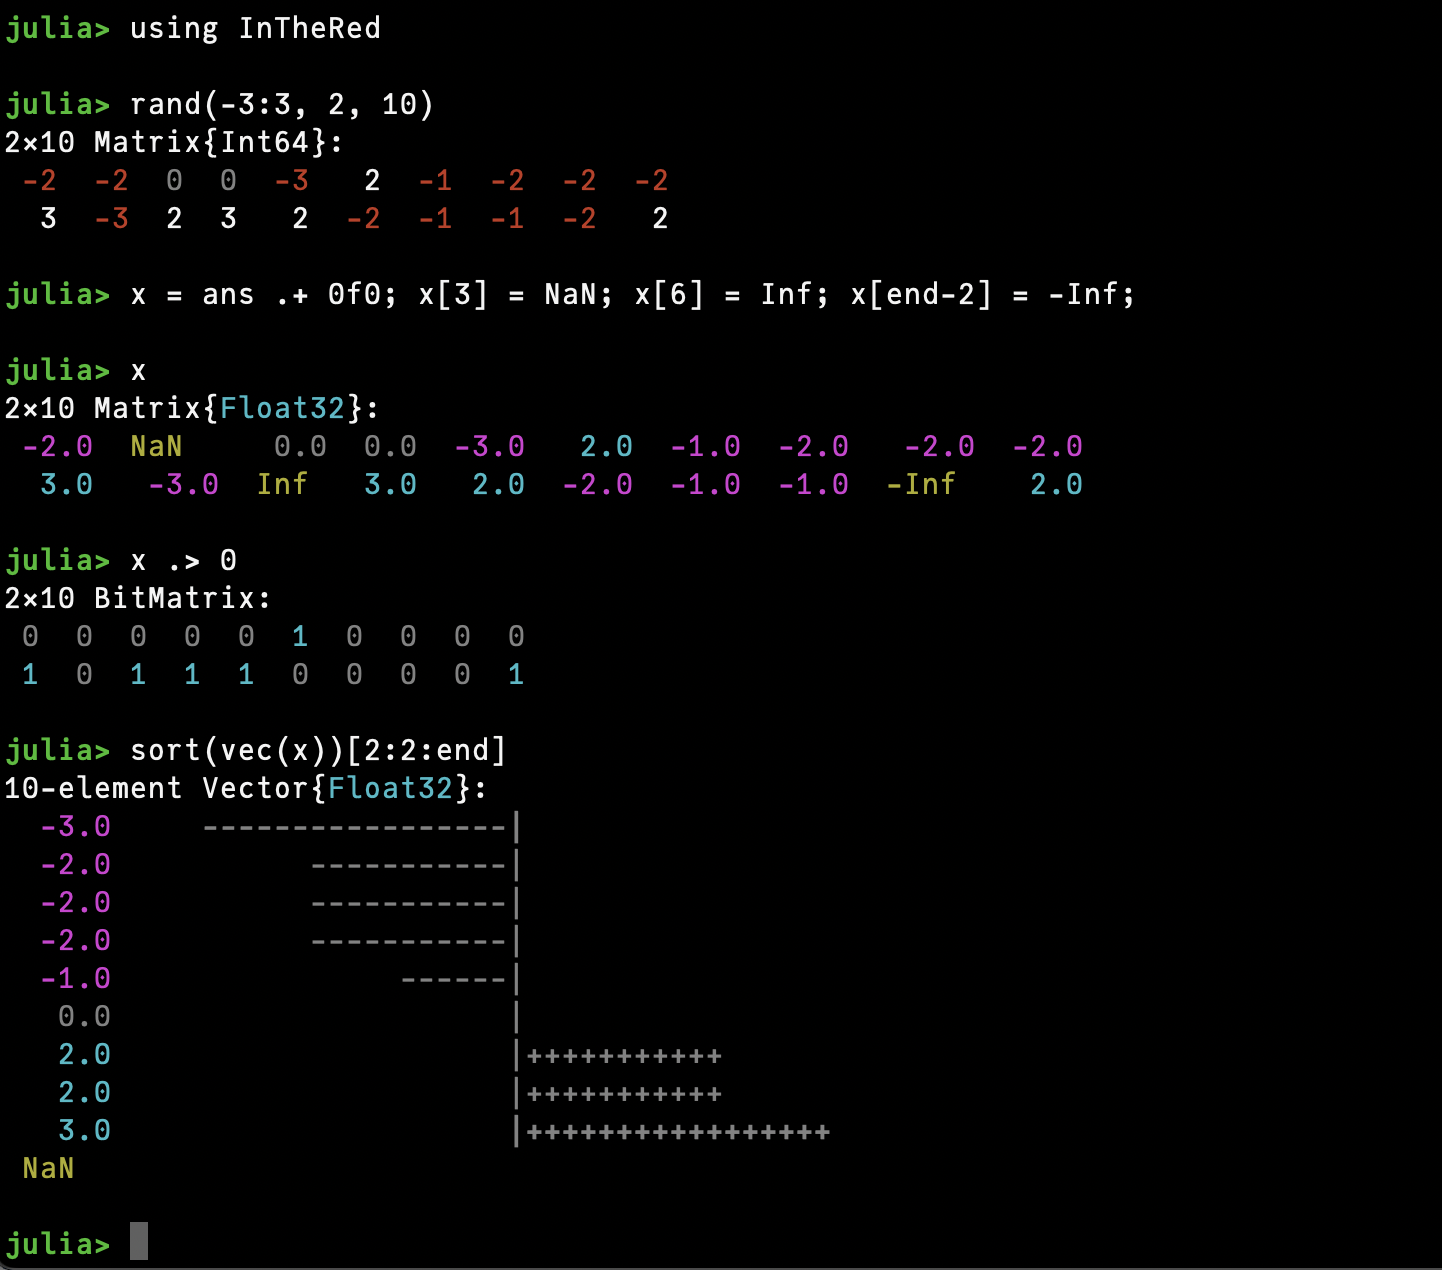 julia> using InTheRed
julia> rand(-3:3, 2, 10)
2×10 Matrix{Int64}:
 -2  -2  0  0  -3   2  -1  -2  -2  -2
  3  -3  2  3   2  -2  -1  -1  -2   2
julia> x = ans .+ 0f0; x[3] = NaN; x[6] = Inf; x[end-2] = -Inf;
julia> x
2×10 Matrix{Float32}:
 -2.0  NaN     0.0  0.0  -3.0   2.0  -1.0  -2.0   -2.0  -2.0
  3.0   -3.0  Inf   3.0   2.0  -2.0  -1.0  -1.0  -Inf    2.0
julia> x .> 0
2×10 BitMatrix:
 0  0  0  0  0  1  0  0  0  0
 1  0  1  1  1  0  0  0  0  1
julia> sort(vec(x))[2:2:end]
10-element Vector{Float32}:
  -3.0     -----------------|
  -2.0           -----------|
  -2.0           -----------|
  -2.0           -----------|
  -1.0                ------|
   0.0                      |
   2.0                      |+++++++++++
   2.0                      |+++++++++++
   3.0                      |+++++++++++++++++
 NaN
julia>